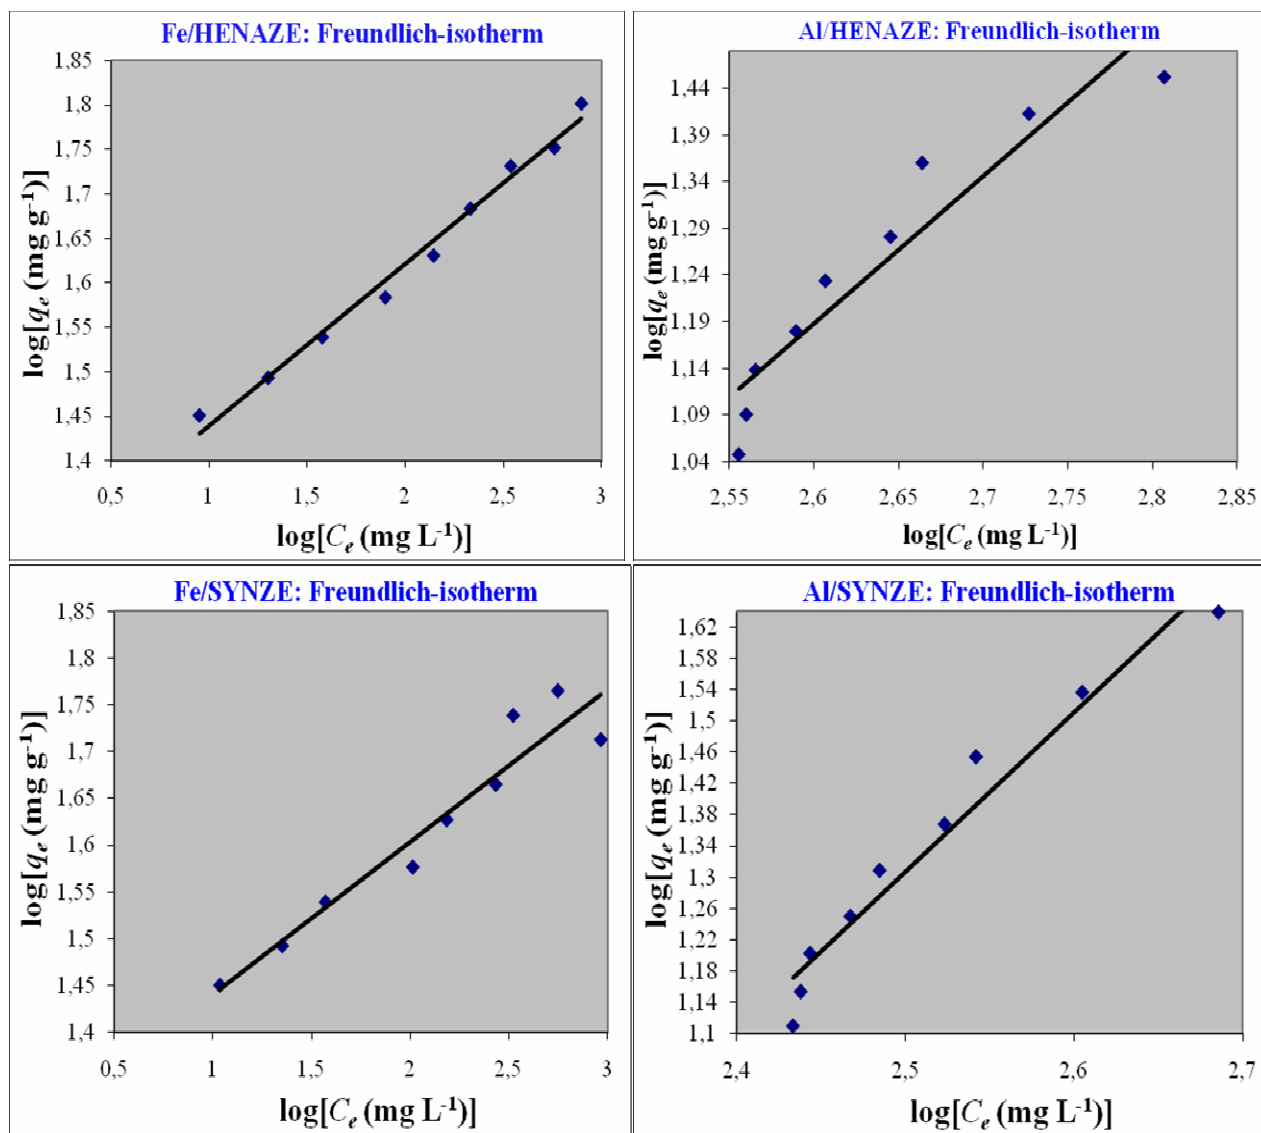 Fe/HENAZE: Freundlich-isotherm
log[qₑ (mg g⁻¹)]
1,85
1,8
1,75
1,7
1,65
1,6
1,55
1,5
1,45
1,4
0,5 1 1,5 2 2,5 3
log[Cₑ (mg L⁻¹)]
Al/HENAZE: Freundlich-isotherm
log[qₑ (mg g⁻¹)]
1,44
1,39
1,34
1,29
1,24
1,19
1,14
1,09
1,04
2,55 2,6 2,65 2,7 2,75 2,8 2,85
log[Cₑ (mg L⁻¹)]
Fe/SYNZE: Freundlich-isotherm
log[qₑ (mg g⁻¹)]
1,85
1,8
1,75
1,7
1,65
1,6
1,55
1,5
1,45
1,4
0,5 1 1,5 2 2,5 3
log[Cₑ (mg L⁻¹)]
Al/SYNZE: Freundlich-isotherm
log[qₑ (mg g⁻¹)]
1,62
1,58
1,54
1,5
1,46
1,42
1,38
1,34
1,3
1,26
1,22
1,18
1,14
1,1
2,4 2,5 2,6 2,7
log[Cₑ (mg L⁻¹)]